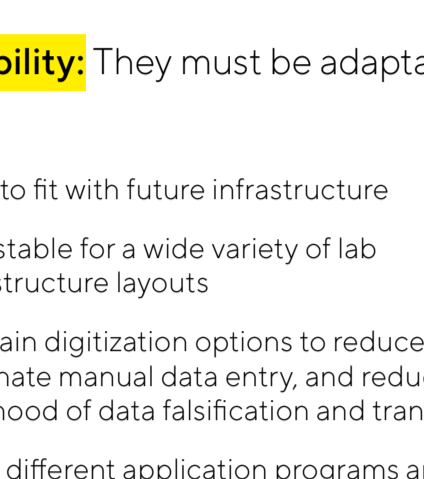 bility: They must be adapta
to fit with future infrastructure
stable for a wide variety of lab
structure layouts
ain digitization options to reduce
nate manual data entry, and redu
hood of data falsification and tran
different application programs a